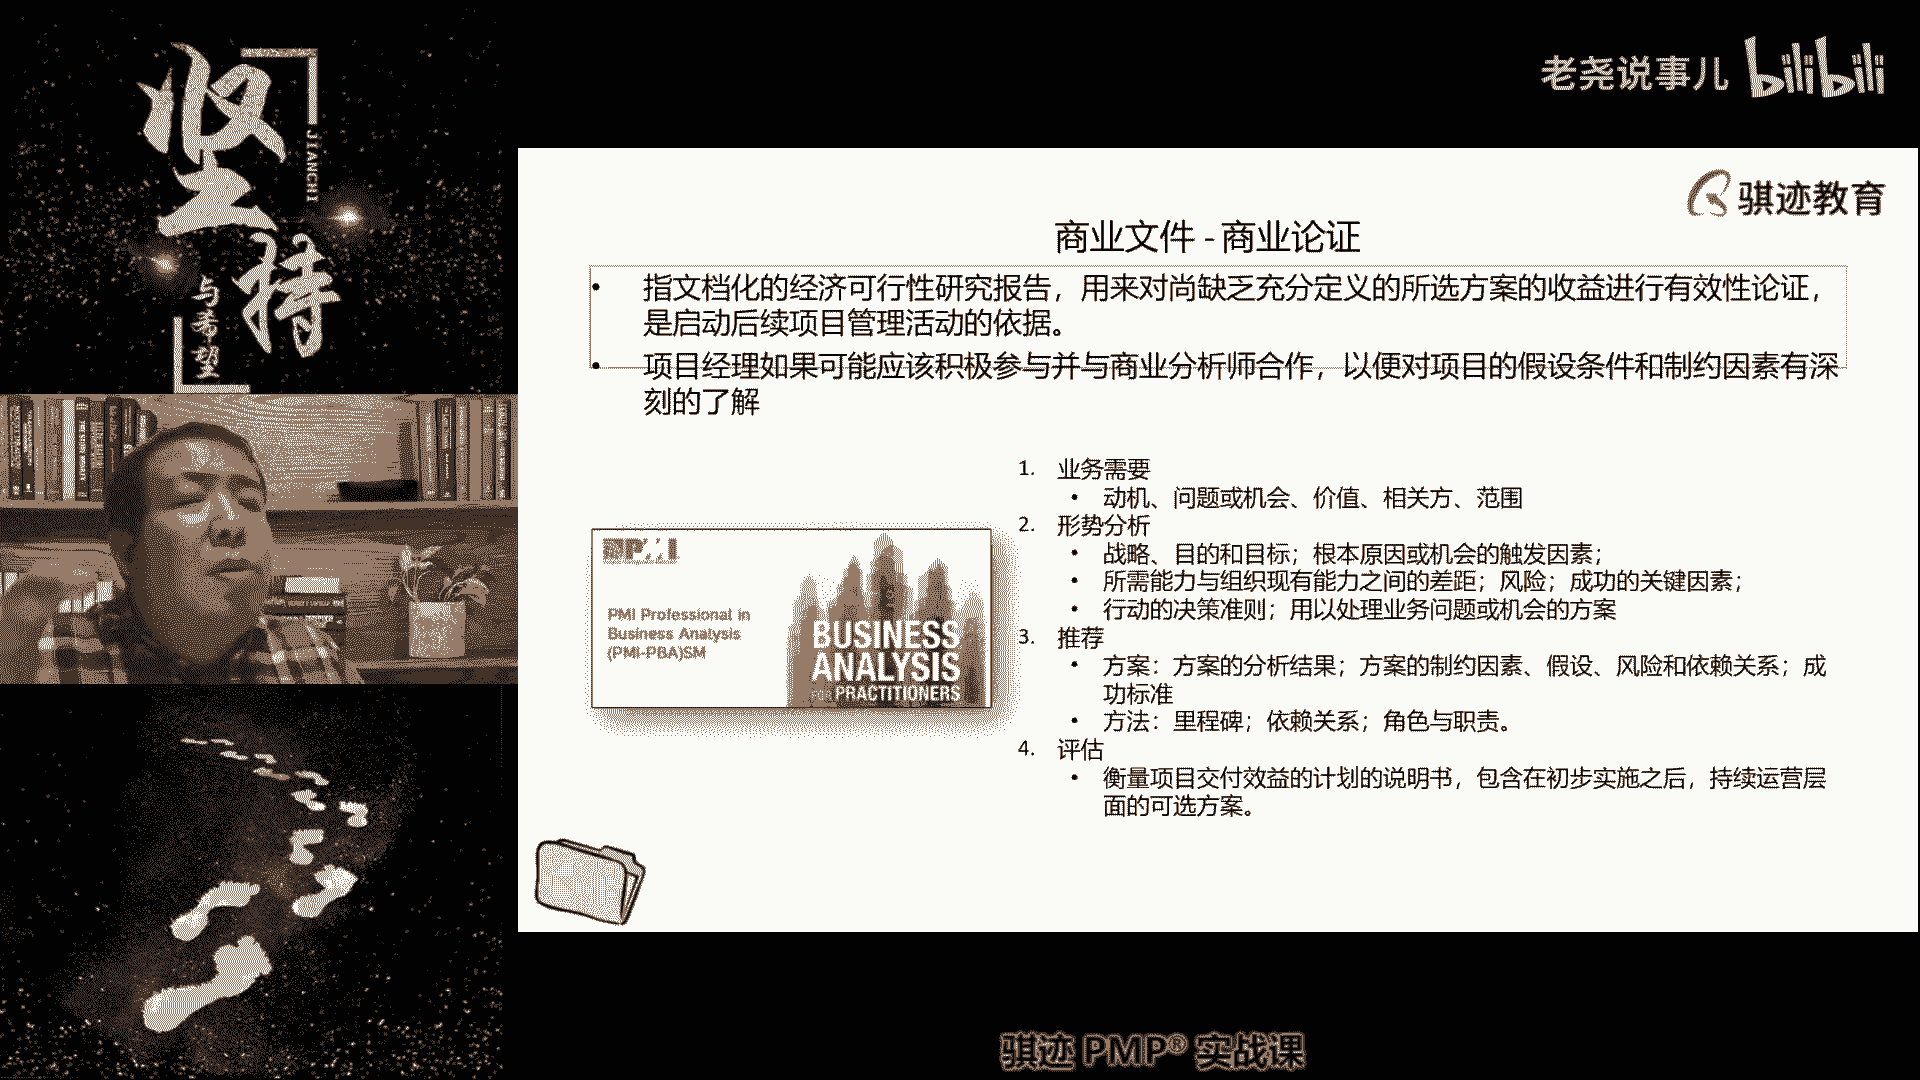 坚持
JIANCHI
与希望
老尧说事儿 bilibili
骐迹教育
商业文件 - 商业论证
• 指文档化的经济可行性研究报告，用来对尚缺乏充分定义的所选方案的收益进行有效性论证，
是启动后续项目管理活动的依据。
• 项目经理如果可能应该积极参与并与商业分析师合作，以便对项目的假设条件和制约因素有深
刻的了解
PMI
PMI Professional in
Business Analysis
(PMI-PBA)SM
BUSINESS
ANALYSIS
FOR PRACTITIONERS
1. 业务需要
• 动机、问题或机会、价值、相关方、范围
2. 形势分析
• 战略、目的和目标；根本原因或机会的触发因素；
• 所需能力与组织现有能力之间的差距；风险；成功的关键因素；
• 行动的决策准则；用以处理业务问题或机会的方案
3. 推荐
• 方案：方案的分析结果；方案的制约因素、假设、风险和依赖关系；成
功标准
• 方法：里程碑；依赖关系；角色与职责。
4. 评估
• 衡量项目交付效益的计划的说明书，包含在初步实施之后，持续运营层
面的可选方案。
骐迹 PMP® 实战课